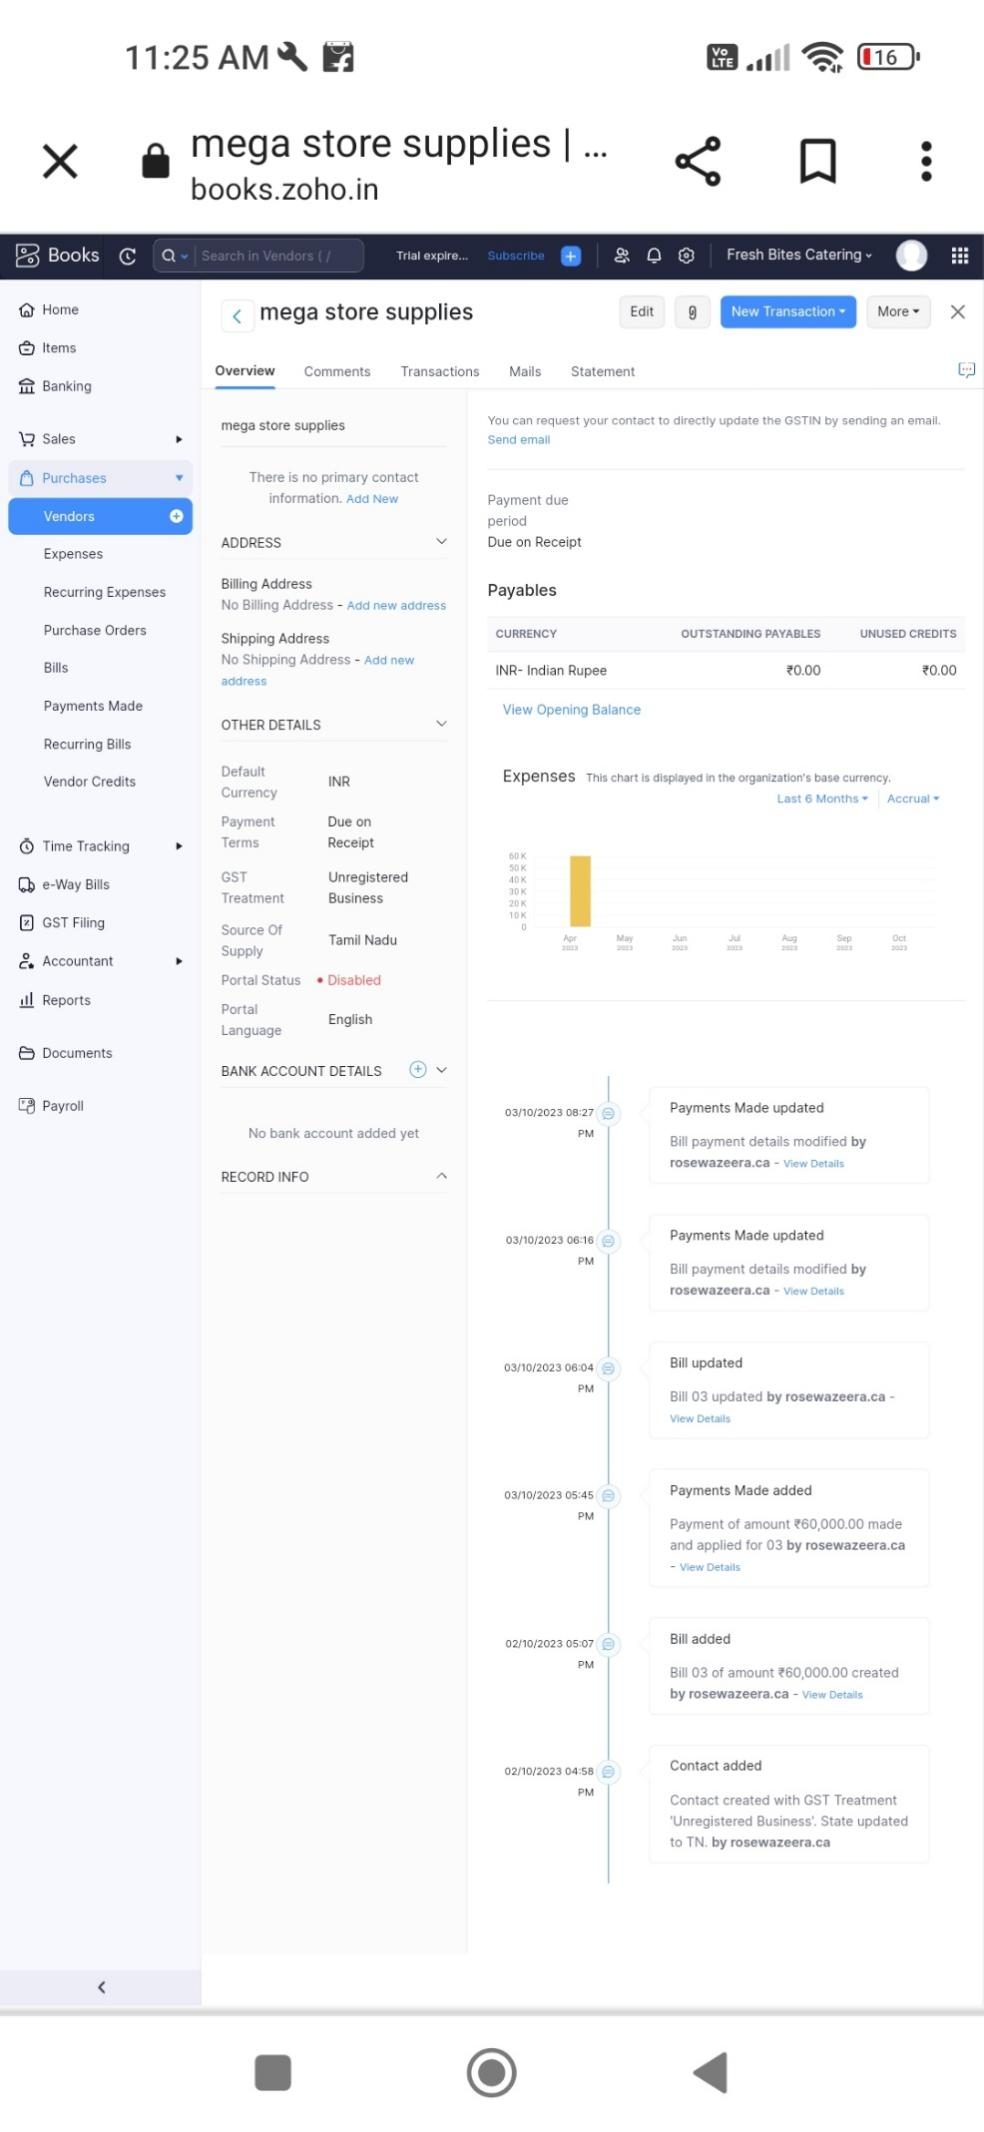 11:25 AM
Vo LTE
16
mega store supplies | ...
books.zoho.in
Books
Search in Vendors ( /
Trial expire...
Subscribe
Fresh Bites Catering
Home
Items
Banking
Sales
Purchases
Vendors
Expenses
Recurring Expenses
Purchase Orders
Bills
Payments Made
Recurring Bills
Vendor Credits
Time Tracking
e-Way Bills
GST Filing
Accountant
Reports
Documents
Payroll
mega store supplies
Edit
New Transaction
More
Overview
Comments
Transactions
Mails
Statement
mega store supplies
There is no primary contact
information. Add New
ADDRESS
Billing Address
No Billing Address - Add new address
Shipping Address
No Shipping Address - Add new
address
OTHER DETAILS
Default
Currency
INR
Payment
Terms
Due on
Receipt
GST
Treatment
Unregistered
Business
Source Of
Supply
Tamil Nadu
Portal Status
• Disabled
Portal
Language
English
BANK ACCOUNT DETAILS
No bank account added yet
RECORD INFO
You can request your contact to directly update the GSTIN by sending an email.
Send email
Payment due
period
Due on Receipt
Payables
CURRENCY OUTSTANDING PAYABLES UNUSED CREDITS
INR- Indian Rupee ₹0.00 ₹0.00
View Opening Balance
Expenses This chart is displayed in the organization's base currency.
Last 6 Months Accrual
60 K
50 K
40 K
30 K
20 K
10 K
0
Apr May Jun Jul Aug Sep Oct
2023 2023 2023 2023 2023 2023 2023
03/10/2023 08:27
PM
Payments Made updated
Bill payment details modified by
rosewazeera.ca - View Details
03/10/2023 06:16
PM
Payments Made updated
Bill payment details modified by
rosewazeera.ca - View Details
03/10/2023 06:04
PM
Bill updated
Bill 03 updated by rosewazeera.ca -
View Details
03/10/2023 05:45
PM
Payments Made added
Payment of amount ₹60,000.00 made
and applied for 03 by rosewazeera.ca
- View Details
02/10/2023 05:07
PM
Bill added
Bill 03 of amount ₹60,000.00 created
by rosewazeera.ca - View Details
02/10/2023 04:58
PM
Contact added
Contact created with GST Treatment
'Unregistered Business'. State updated
to TN. by rosewazeera.ca